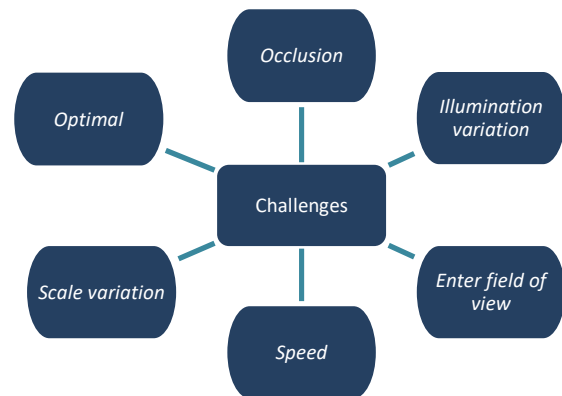 Occlusion
Optimal
Illumination
variation
Challenges
Scale variation
Enter field of
view
Speed